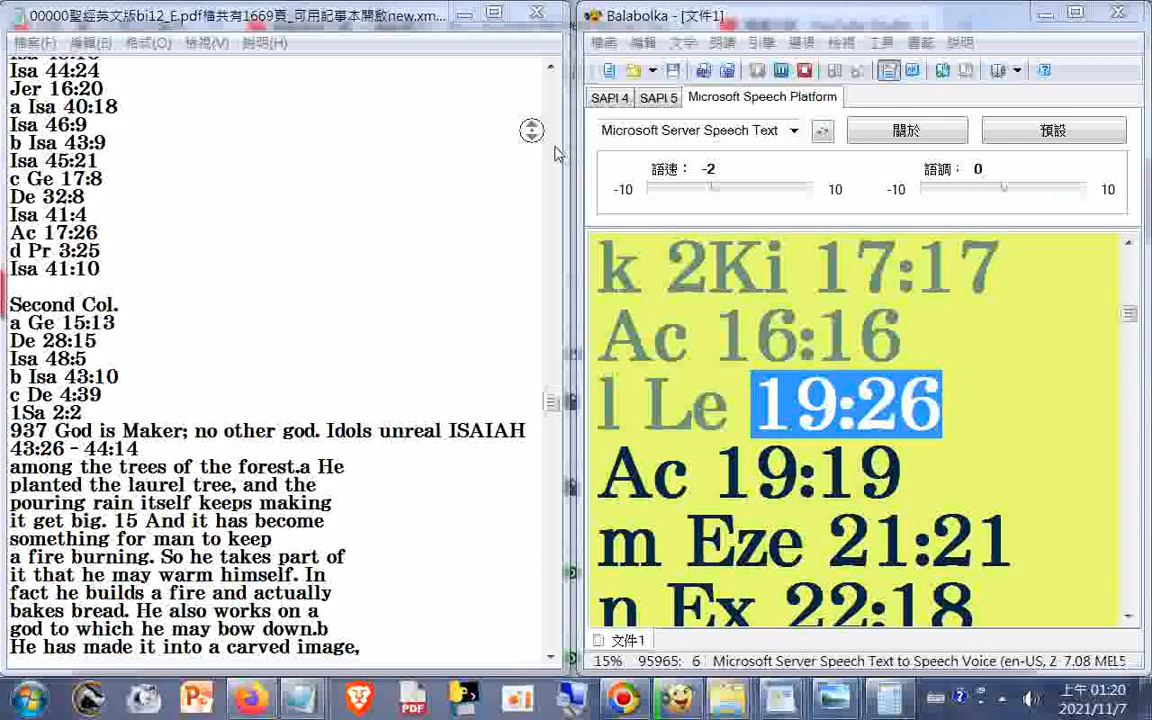 00000聖經英文版bi12_E.pdf檔共有1669頁_可用記事本開啟new.xm...
檔案(F) 編輯(E) 格式(O) 檢視(V) 說明(H)
Isa 44:24
Jer 16:20
a Isa 40:18
Isa 46:9
b Isa 43:9
Isa 45:21
c Ge 17:8
De 32:8
Isa 41:4
Ac 17:26
d Pr 3:25
Isa 41:10
Second Col.
a Ge 15:13
De 28:15
Isa 48:5
b Isa 43:10
c De 4:39
1Sa 2:2
937 God is Maker; no other god. Idols unreal ISAIAH
43:26 - 44:14
among the trees of the forest.a He
planted the laurel tree, and the
pouring rain itself keeps making
it get big. 15 And it has become
something for man to keep
a fire burning. So he takes part of
it that he may warm himself. In
fact he builds a fire and actually
bakes bread. He also works on a
god to which he may bow down.b
He has made it into a carved image,
Balabolka - [文件1]
檔案 編輯 文字 朗讀 引擎 選項 檢視 工具 書籤 說明
SAPI 4 SAPI 5 Microsoft Speech Platform
Microsoft Server Speech Text 關於 預設
語速： -2 語調： 0
-10 10 -10 10
k 2Ki 17:17
Ac 16:16
l Le 19:26
Ac 19:19
m Eze 21:21
n Ex 22:18
文件1
15% 95965: 6 Microsoft Server Speech Text to Speech Voice (en-US, Z 7.08 МЕБ
上午 01:20
2021/11/7